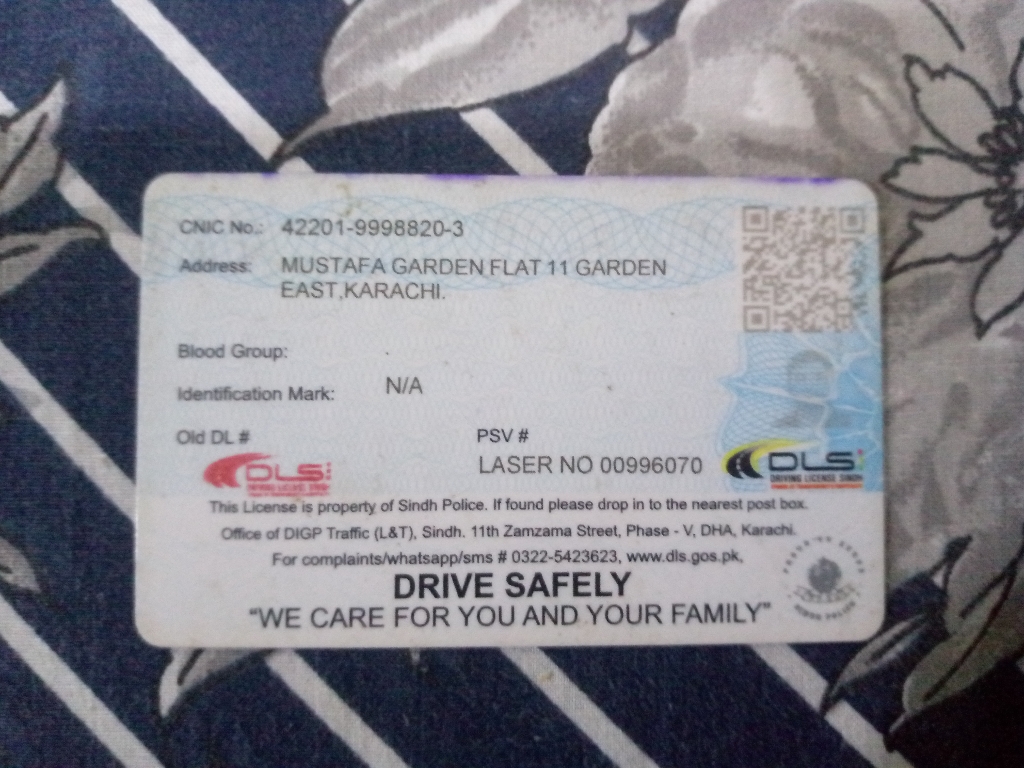 CNIC No.: 42201-9998820-3
Address: MUSTAFA GARDEN FLAT 11 GARDEN
EAST,KARACHI.
Blood Group:
Identification Mark: N/A
Old DL # PSV #
LASER NO 00996070
DLS
DLS
DRIVING LICENSE SINDH
This License is property of Sindh Police. If found please drop in to the nearest post box.
Office of DIGP Traffic (L&T), Sindh. 11th Zamzama Street, Phase - V, DHA, Karachi.
For complaints/whatsapp/sms # 0322-5423623, www.dls.gos.pk,
DRIVE SAFELY
"WE CARE FOR YOU AND YOUR FAMILY"